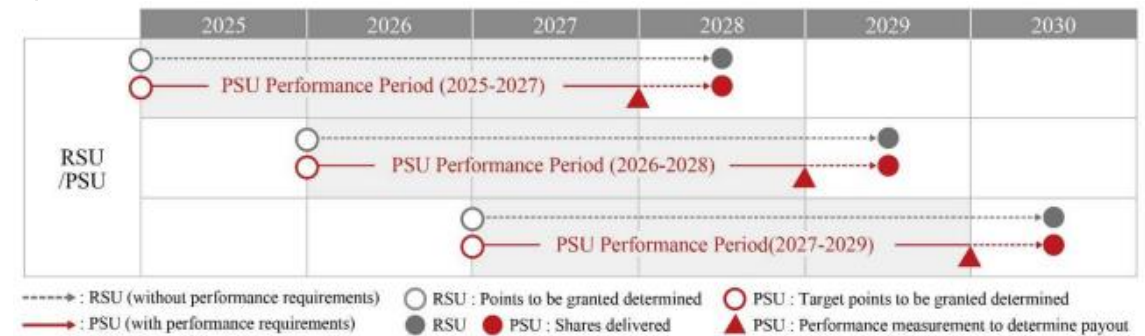 2025 2026 2027 2028 2029 2030
PSU Performance Period (2025-2027)
RSU
/PSU
PSU Performance Period (2026-2028)
PSU Performance Period(2027-2029)
: RSU (without performance requirements) RSU : Points to be granted determined PSU : Target points to be granted determined
: PSU (with performance requirements) RSU PSU : Shares delivered PSU : Performance measurement to determine payout